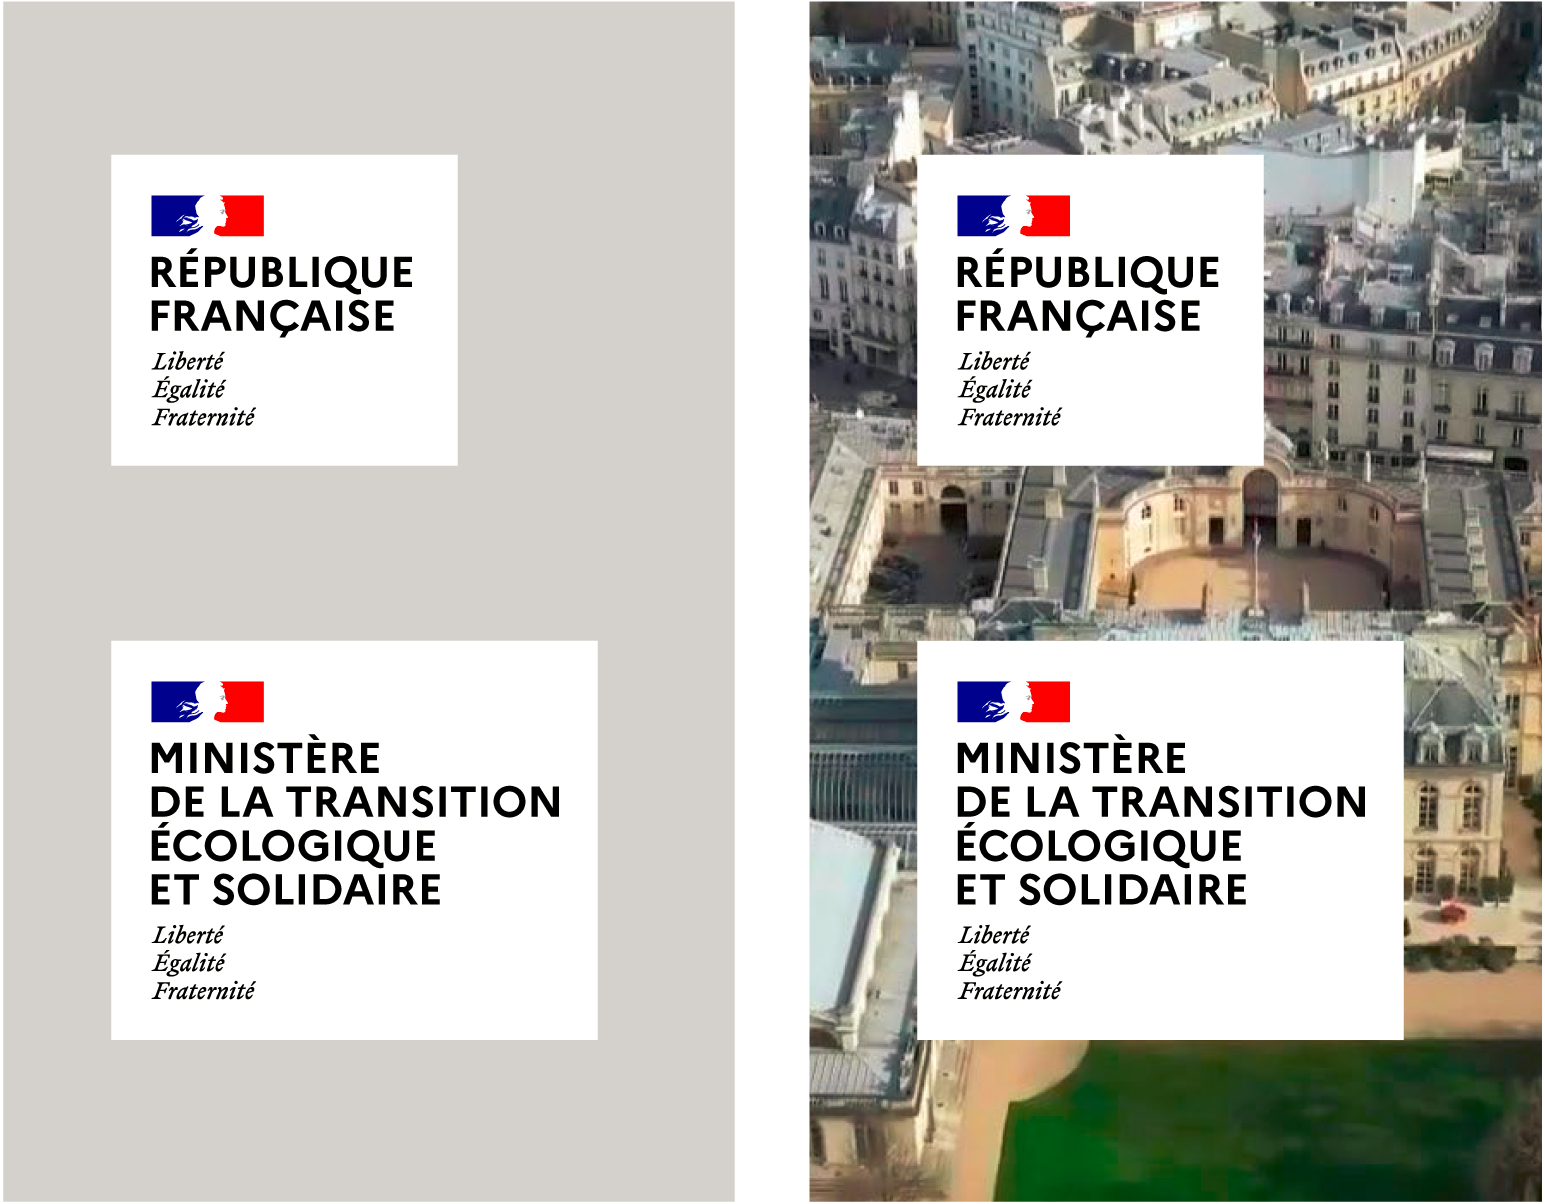 RÉPUBLIQUE
FRANÇAISE
Liberté
Égalité
Fraternité
MINISTÈRE
DE LA TRANSITION
ÉCOLOGIQUE
ET SOLIDAIRE
Liberté
Égalité
Fraternité
RÉPUBLIQUE
FRANÇAISE
Liberté
Égalité
Fraternité
MINISTÈRE
DE LA TRANSITION
ÉCOLOGIQUE
ET SOLIDAIRE
Liberté
Égalité
Fraternité